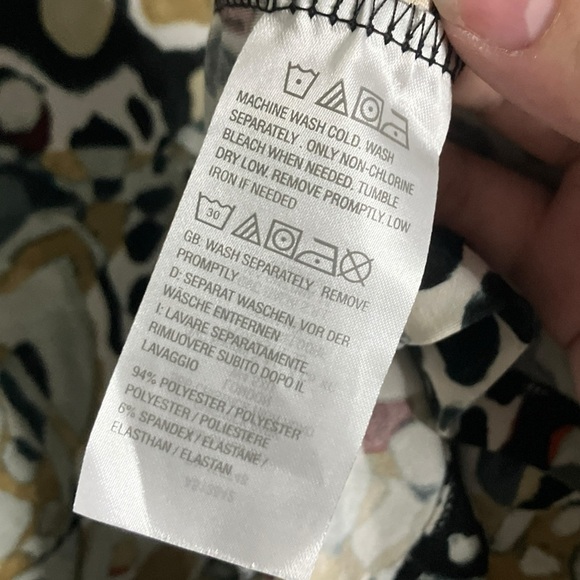 MACHINE WASH COLD. WASH
SEPARATELY . ONLY NON-CHLORINE
BLEACH WHEN NEEDED. TUMBLE
DRY LOW. REMOVE PROMPTLY. LOW
IRON IF NEEDED
30
GB: WASH SEPARATELY. REMOVE
PROMPTLY
D: SEPARAT WASCHEN. VOR DER
WÄSCHE ENTFERNEN
I: LAVARE SEPARATAMENTE.
RIMUOVERE SUBITO DOPO IL
LAVAGGIO
94% POLYESTER / POLYESTER
POLYESTER / POLIESTERE
6% SPANDEX / ELASTANE /
ELASTHAN / ELASTAN